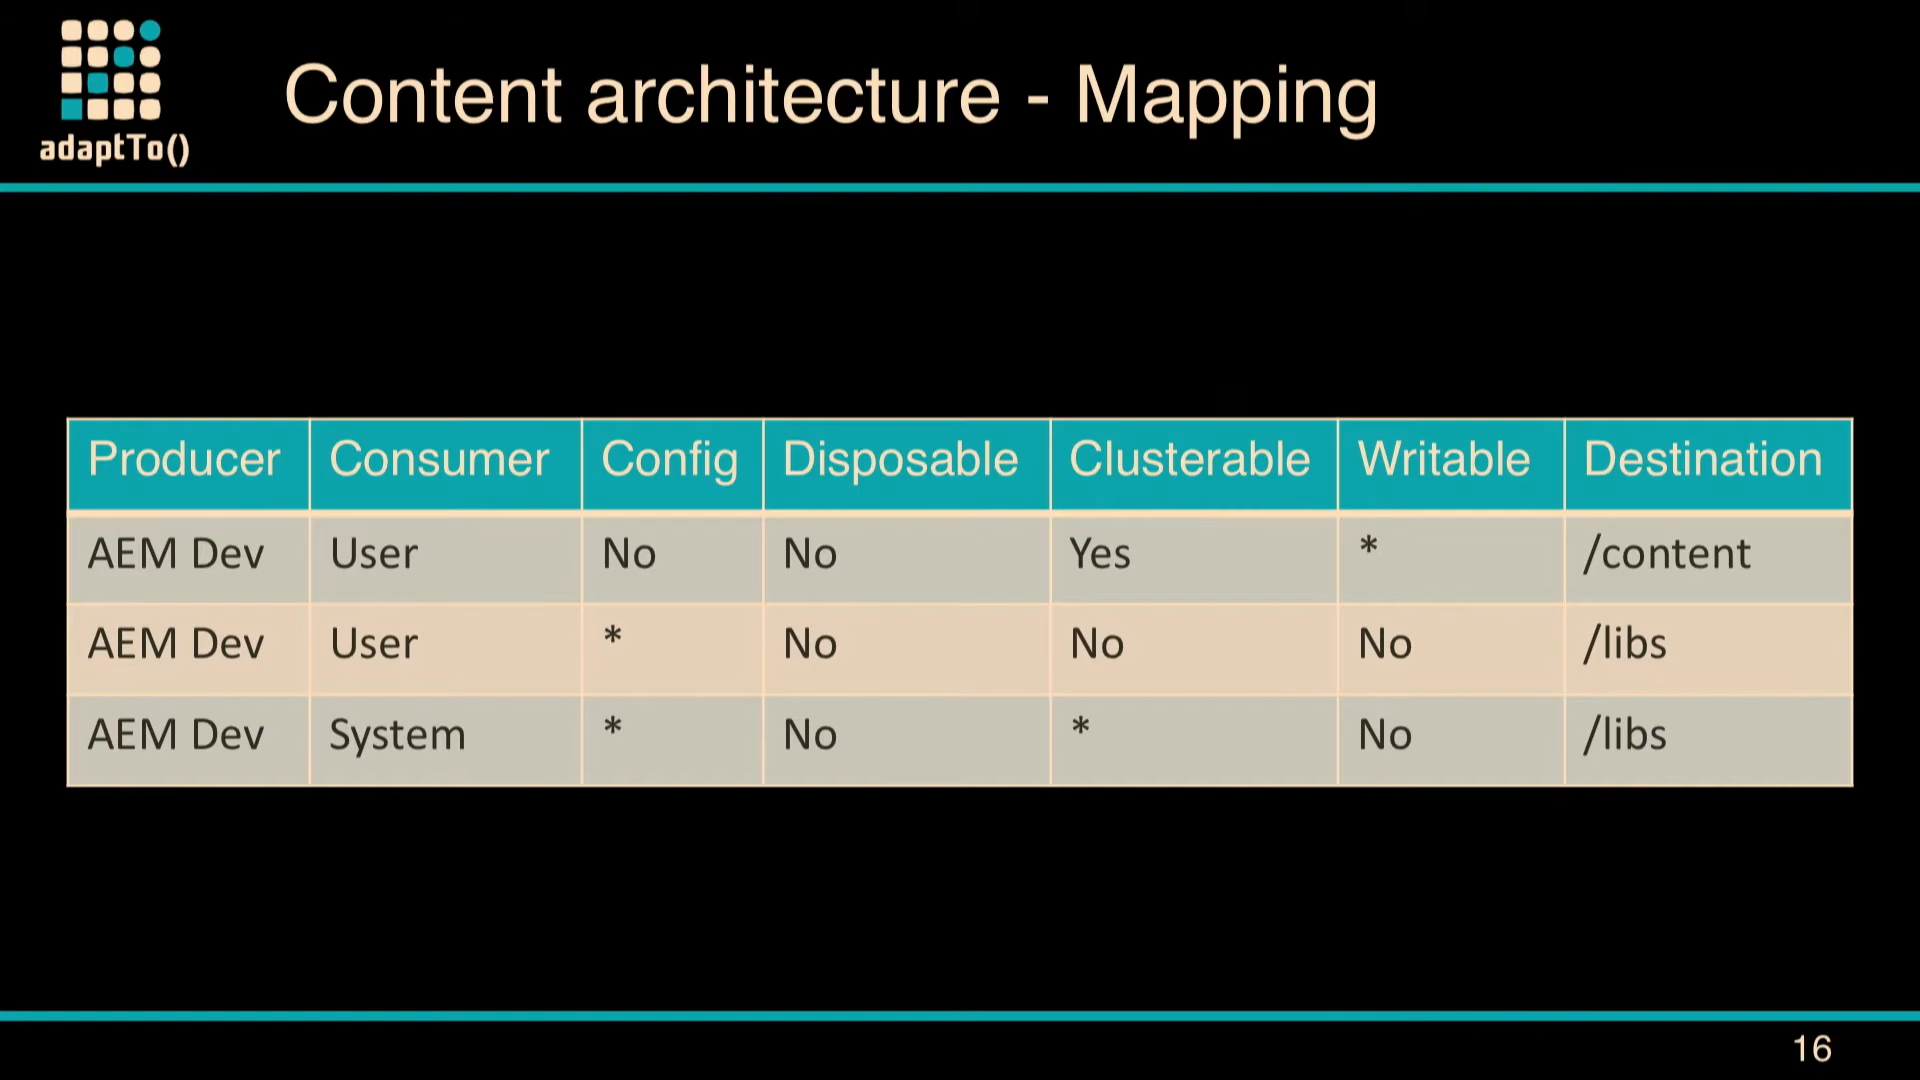 adaptTo()
Content architecture - Mapping
Producer Consumer Config Disposable Clusterable Writable Destination
AEM Dev User No No Yes * /content
AEM Dev User * No No No /libs
AEM Dev System * No * No /libs
16